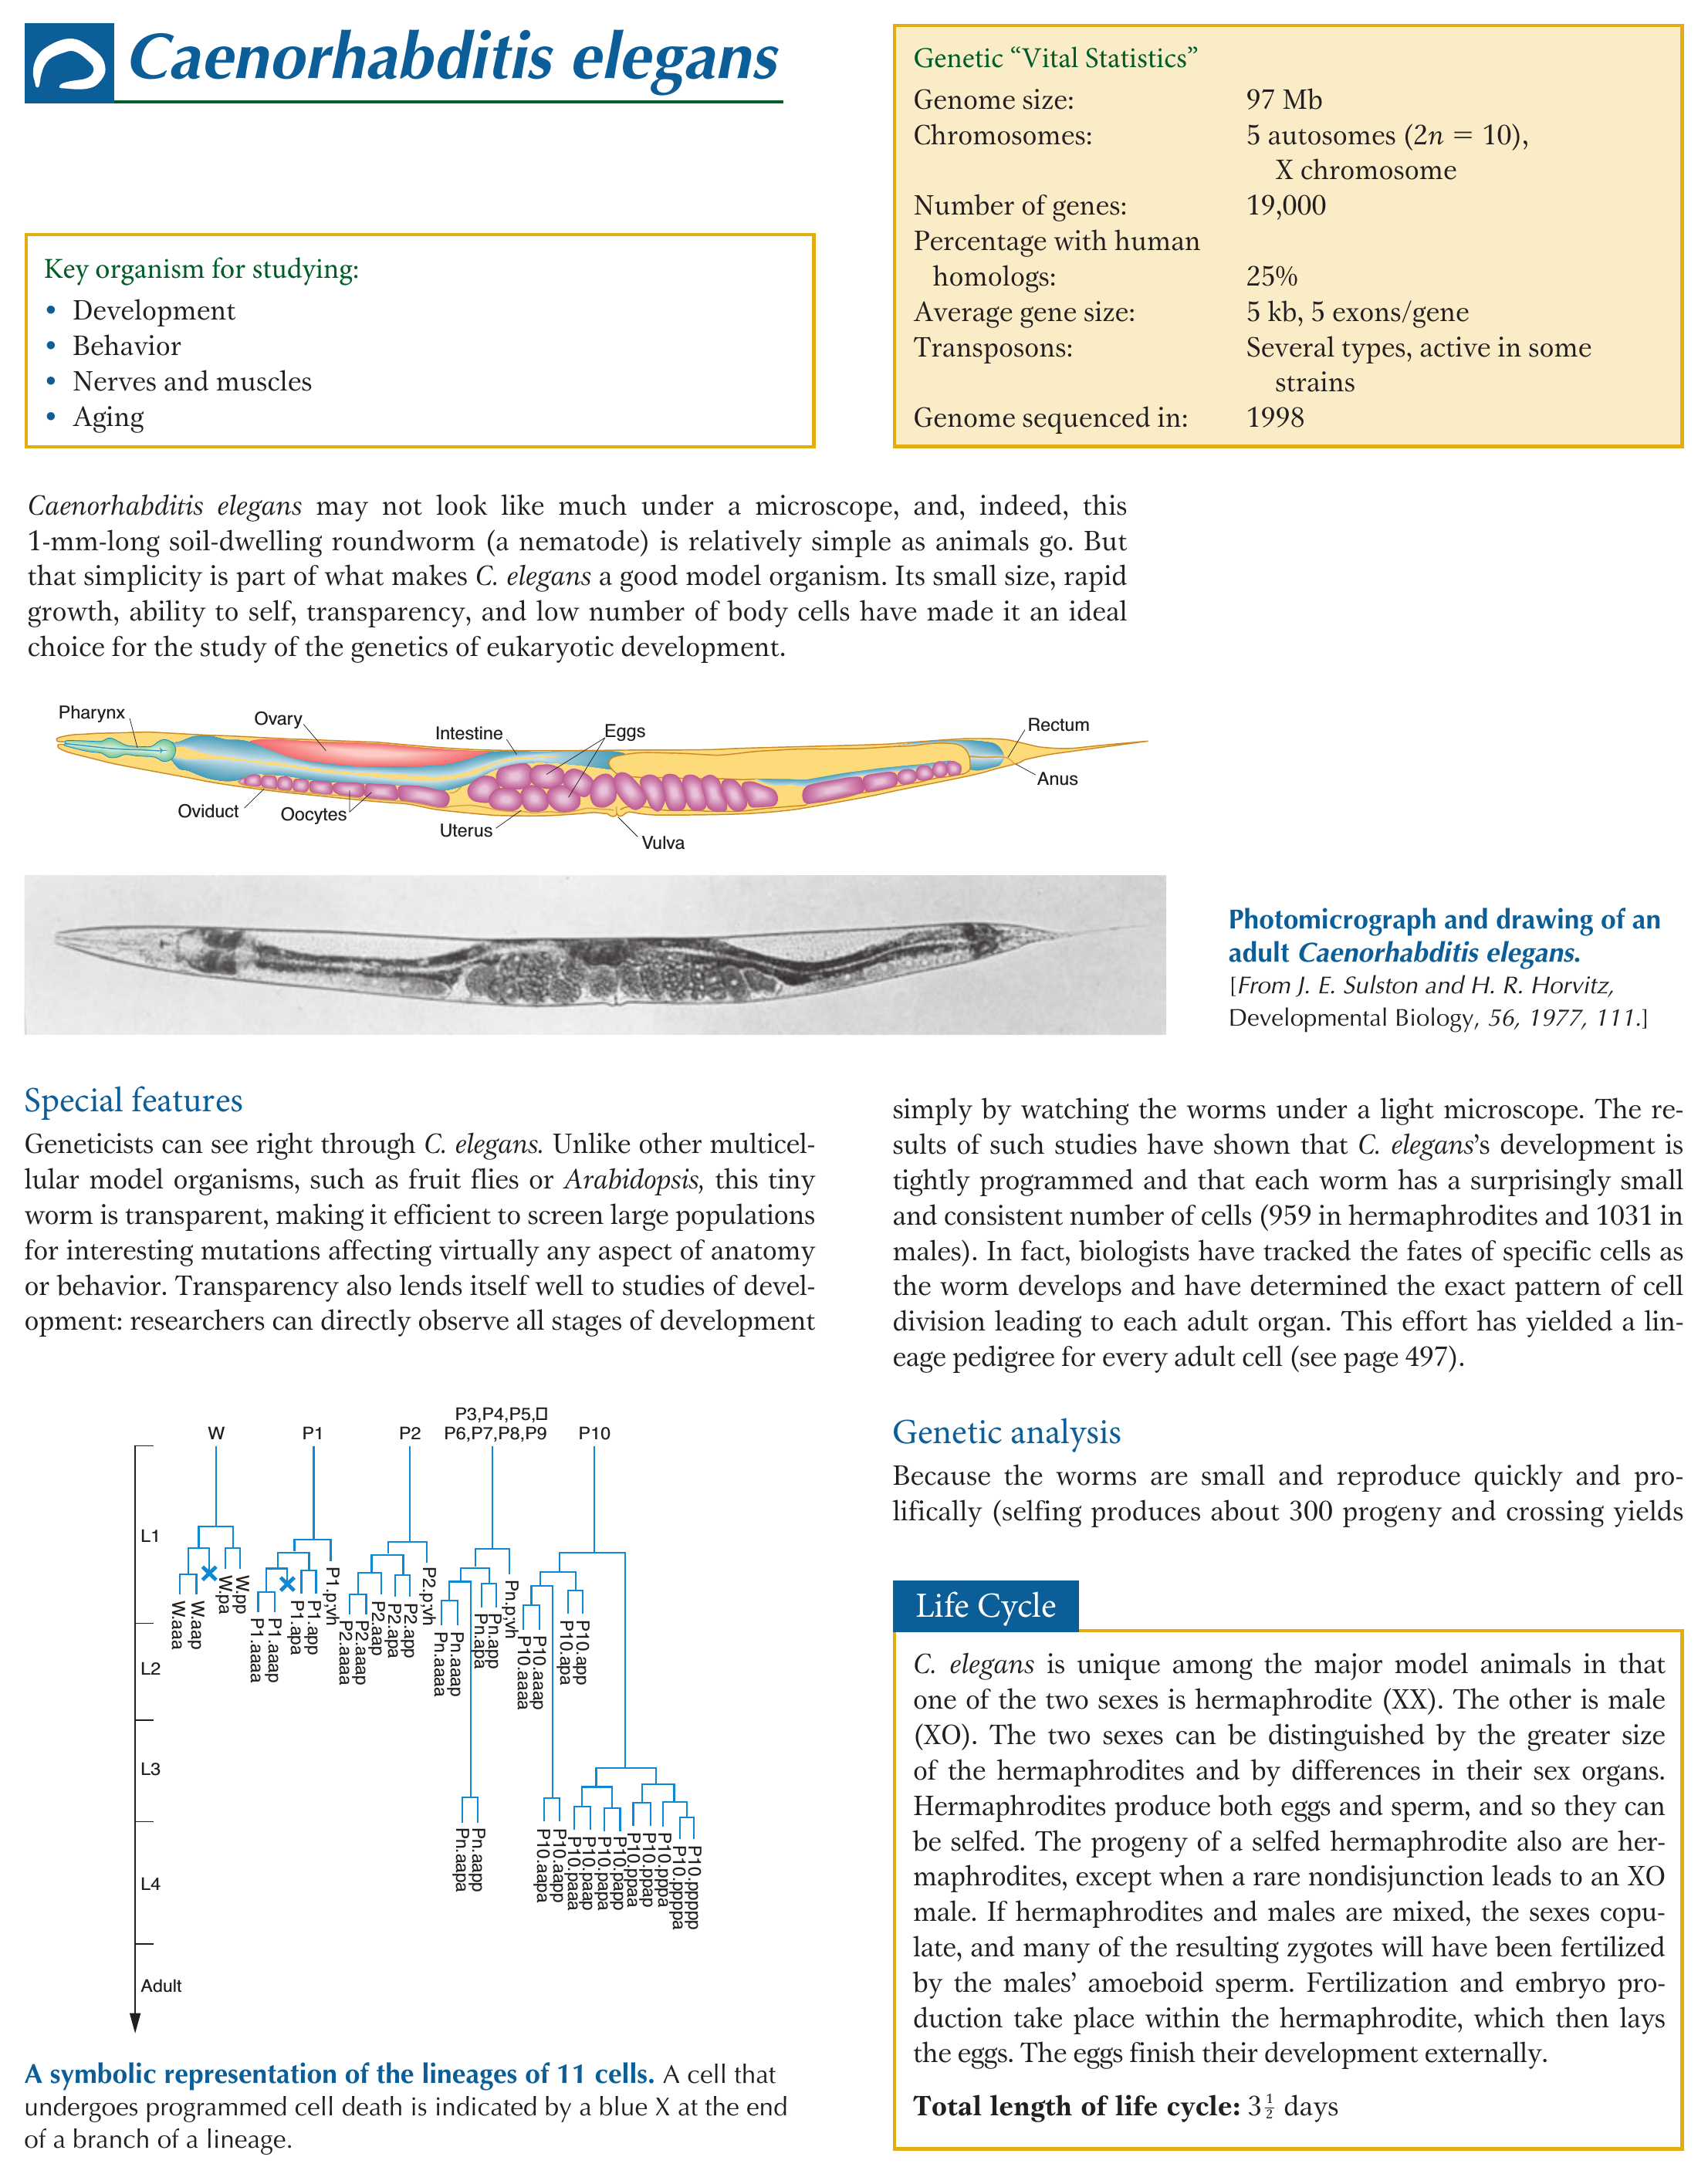 Caenorhabditis elegans
Key organism for studying:
• Development
• Behavior
• Nerves and muscles
• Aging
Genetic “Vital Statistics”
Genome size: 97 Mb
Chromosomes: 5 autosomes (2n = 10),
X chromosome
Number of genes: 19,000
Percentage with human
homologs: 25%
Average gene size: 5 kb, 5 exons/gene
Transposons: Several types, active in some
strains
Genome sequenced in: 1998
Caenorhabditis elegans may not look like much under a microscope, and, indeed, this
1-mm-long soil-dwelling roundworm (a nematode) is relatively simple as animals go. But
that simplicity is part of what makes C. elegans a good model organism. Its small size, rapid
growth, ability to self, transparency, and low number of body cells have made it an ideal
choice for the study of the genetics of eukaryotic development.
Pharynx
Ovary
Intestine
Eggs
Rectum
Anus
Oviduct
Oocytes
Uterus
Vulva
Photomicrograph and drawing of an
adult Caenorhabditis elegans.
[From J. E. Sulston and H. R. Horvitz,
Developmental Biology, 56, 1977, 111.]
Special features
Geneticists can see right through C. elegans. Unlike other multicel-
lular model organisms, such as fruit flies or Arabidopsis, this tiny
worm is transparent, making it efficient to screen large populations
for interesting mutations affecting virtually any aspect of anatomy
or behavior. Transparency also lends itself well to studies of devel-
opment: researchers can directly observe all stages of development
simply by watching the worms under a light microscope. The re-
sults of such studies have shown that C. elegans’s development is
tightly programmed and that each worm has a surprisingly small
and consistent number of cells (959 in hermaphrodites and 1031 in
males). In fact, biologists have tracked the fates of specific cells as
the worm develops and have determined the exact pattern of cell
division leading to each adult organ. This effort has yielded a lin-
eage pedigree for every adult cell (see page 497).
W
P1
P2
P3,P4,P5,□
P6,P7,P8,P9
P10
L1
L2
L3
L4
Adult
W.aaa
W.aap
W.pa
W.pp
P1.aaaa
P1.aaap
P1.apa
P1.app
P1.p;vh
P2.aaaa
P2.aaap
P2.aap
P2.apa
P2.app
P2.p;vh
Pn.aaaa
Pn.aaap
Pn.apa
Pn.app
Pn.p;vh
P10.aaaa
P10.aaap
P10.apa
P10.app
Pn.aapa
Pn.aapp
P10.aapa
P10.aapp
P10.paaa
P10.paap
P10.papa
P10.papp
P10.ppaa
P10.ppap
P10.pppa
P10.ppppa
P10.ppppp
A symbolic representation of the lineages of 11 cells. A cell that
undergoes programmed cell death is indicated by a blue X at the end
of a branch of a lineage.
Genetic analysis
Because the worms are small and reproduce quickly and pro-
lifically (selfing produces about 300 progeny and crossing yields
Life Cycle
C. elegans is unique among the major model animals in that
one of the two sexes is hermaphrodite (XX). The other is male
(XO). The two sexes can be distinguished by the greater size
of the hermaphrodites and by differences in their sex organs.
Hermaphrodites produce both eggs and sperm, and so they can
be selfed. The progeny of a selfed hermaphrodite also are her-
maphrodites, except when a rare nondisjunction leads to an XO
male. If hermaphrodites and males are mixed, the sexes copu-
late, and many of the resulting zygotes will have been fertilized
by the males’ amoeboid sperm. Fertilization and embryo pro-
duction take place within the hermaphrodite, which then lays
the eggs. The eggs finish their development externally.
Total length of life cycle: 3½ days